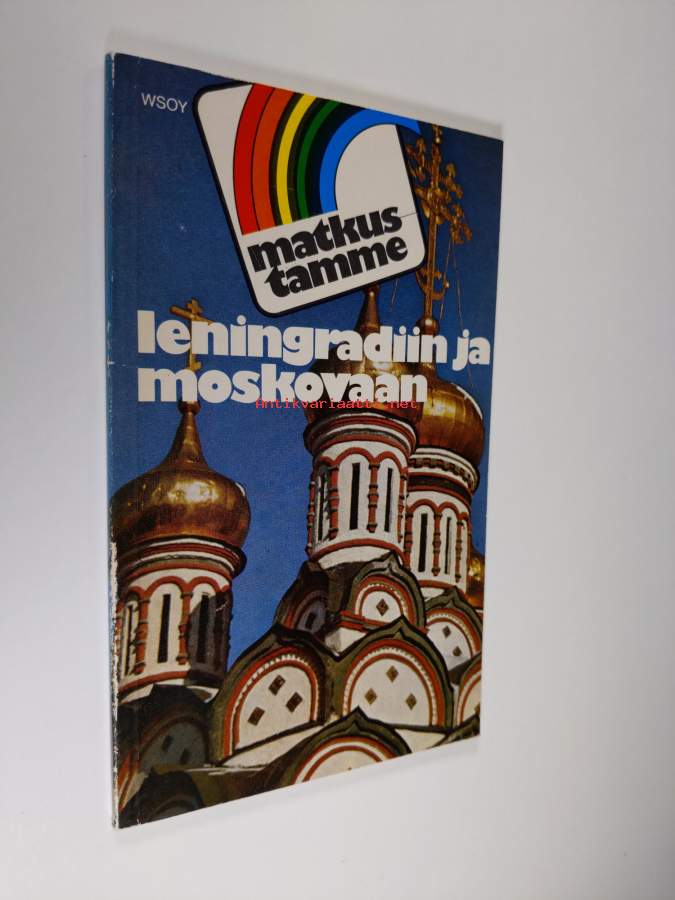 WSOY
matkus
tamme
leningradiin ja
moskovaan
Antikvariaatti.net